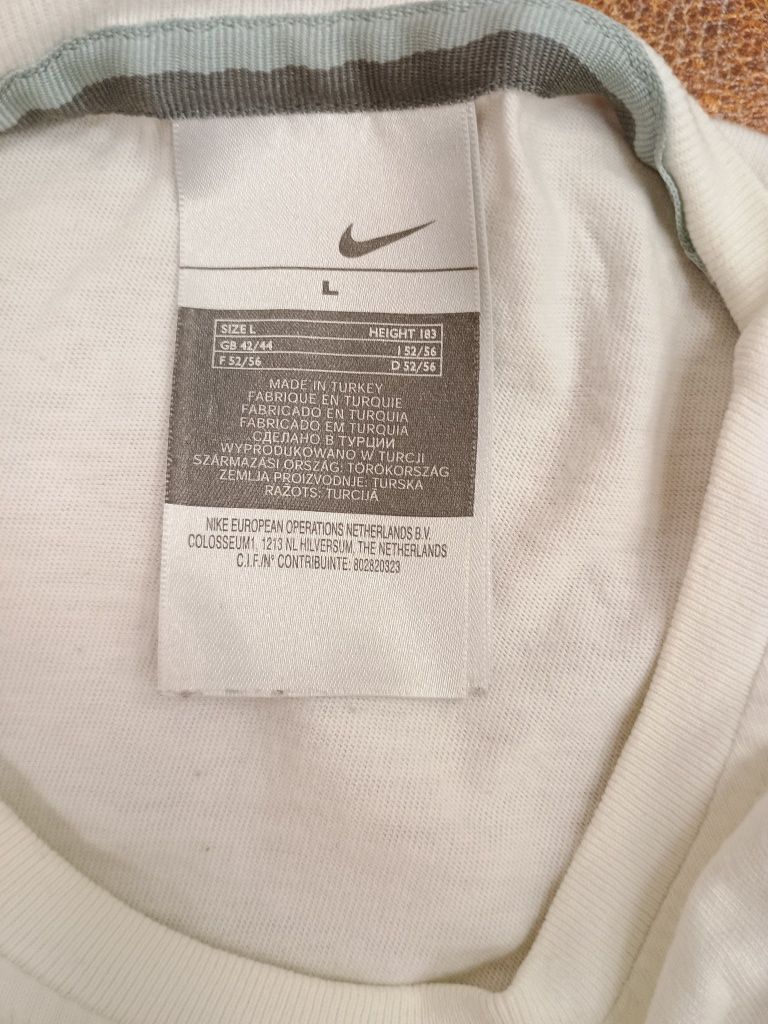 L
SIZE L HEIGHT 183
GB 42/44 I 52/56
F 52/56 D 52/56
MADE IN TURKEY
FABRIQUE EN TURQUIE
FABRICADO EN TURQUIA
FABRICADO EM TURQUIA
СДЕЛАНО В ТУРЦИИ
WYPRODUKOWANO W TURCJI
SZÁRMAZÁSI ORSZÁG: TÖRÖKORSZÁG
ZEMLJA PROIZVODNJE: TURSKA
RAŽOTS: TURCIJĀ
NIKE EUROPEAN OPERATIONS NETHERLANDS B.V.
COLOSSEUM1, 1213 NL HILVERSUM, THE NETHERLANDS
C.I.F./N° CONTRIBUINTE: 802820323